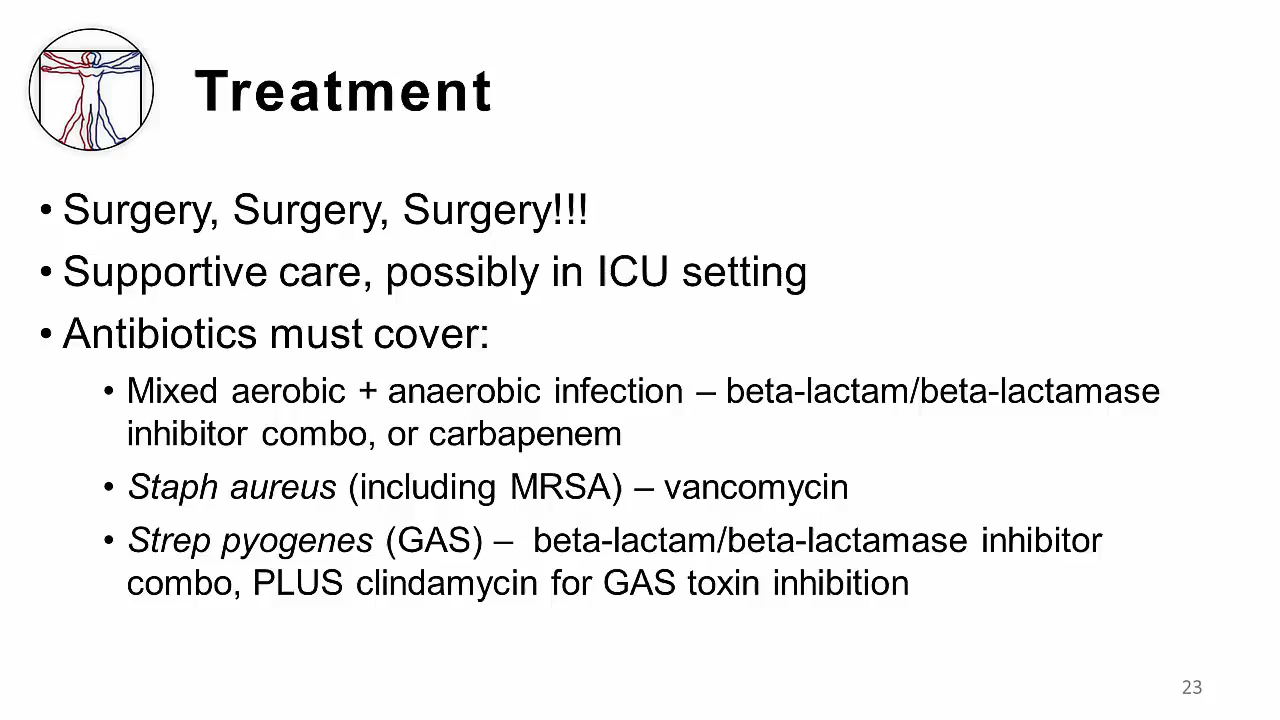 Treatment
• Surgery, Surgery, Surgery!!!
• Supportive care, possibly in ICU setting
• Antibiotics must cover:
• Mixed aerobic + anaerobic infection – beta-lactam/beta-lactamase
inhibitor combo, or carbapenem
• Staph aureus (including MRSA) – vancomycin
• Strep pyogenes (GAS) –  beta-lactam/beta-lactamase inhibitor
combo, PLUS clindamycin for GAS toxin inhibition
23